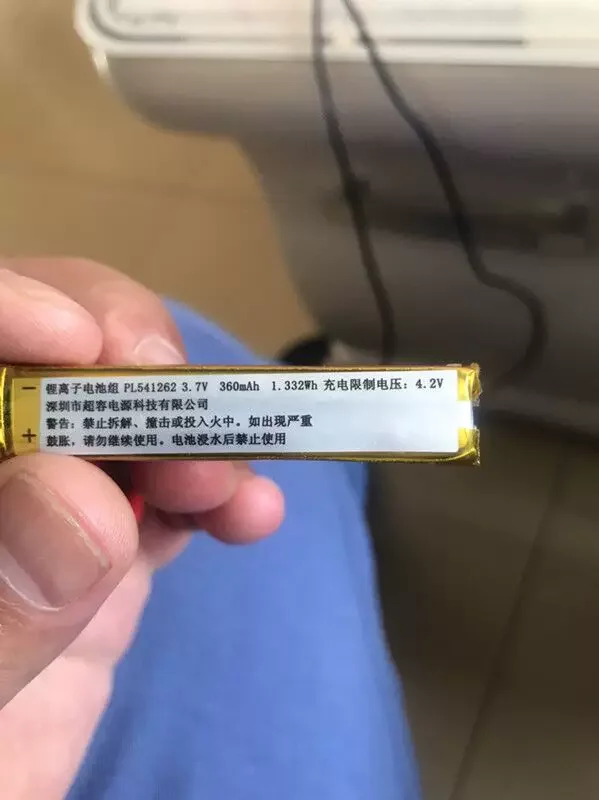 − 锂离子电池组 PL541262 3.7V 360mAh 1.332Wh 充电限制电压: 4.2V
深圳市超容电源科技有限公司
警告: 禁止拆解、撞击或投入火中。如出现严重
+ 鼓胀, 请勿继续使用。电池浸水后禁止使用